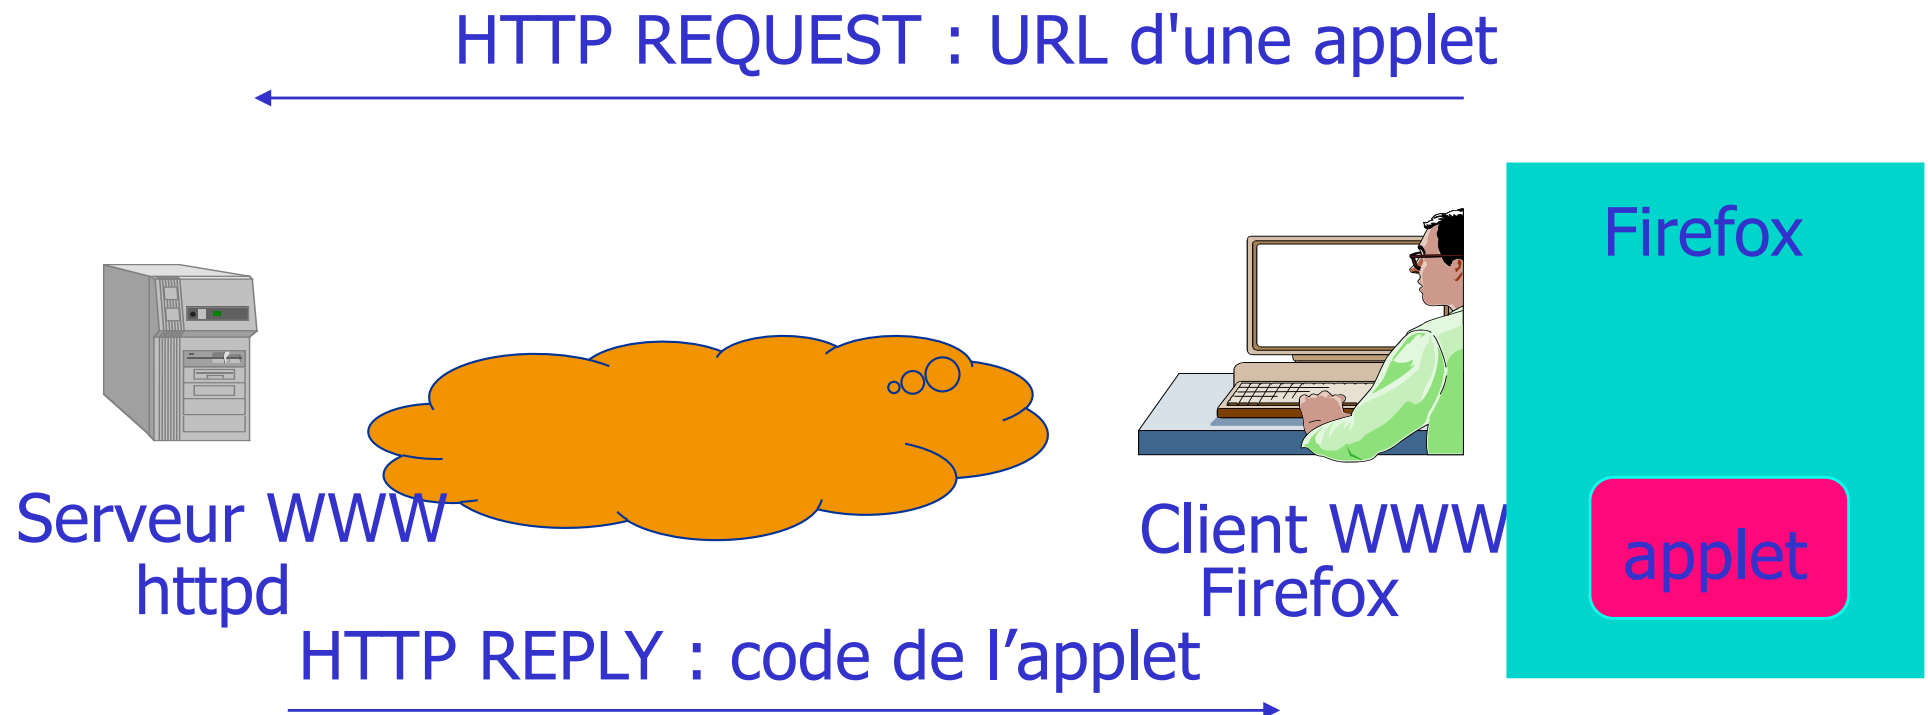 HTTP REQUEST : URL d'une applet
Firefox
Serveur WWW
httpd
Client WWW
Firefox
applet
HTTP REPLY : code de l’applet